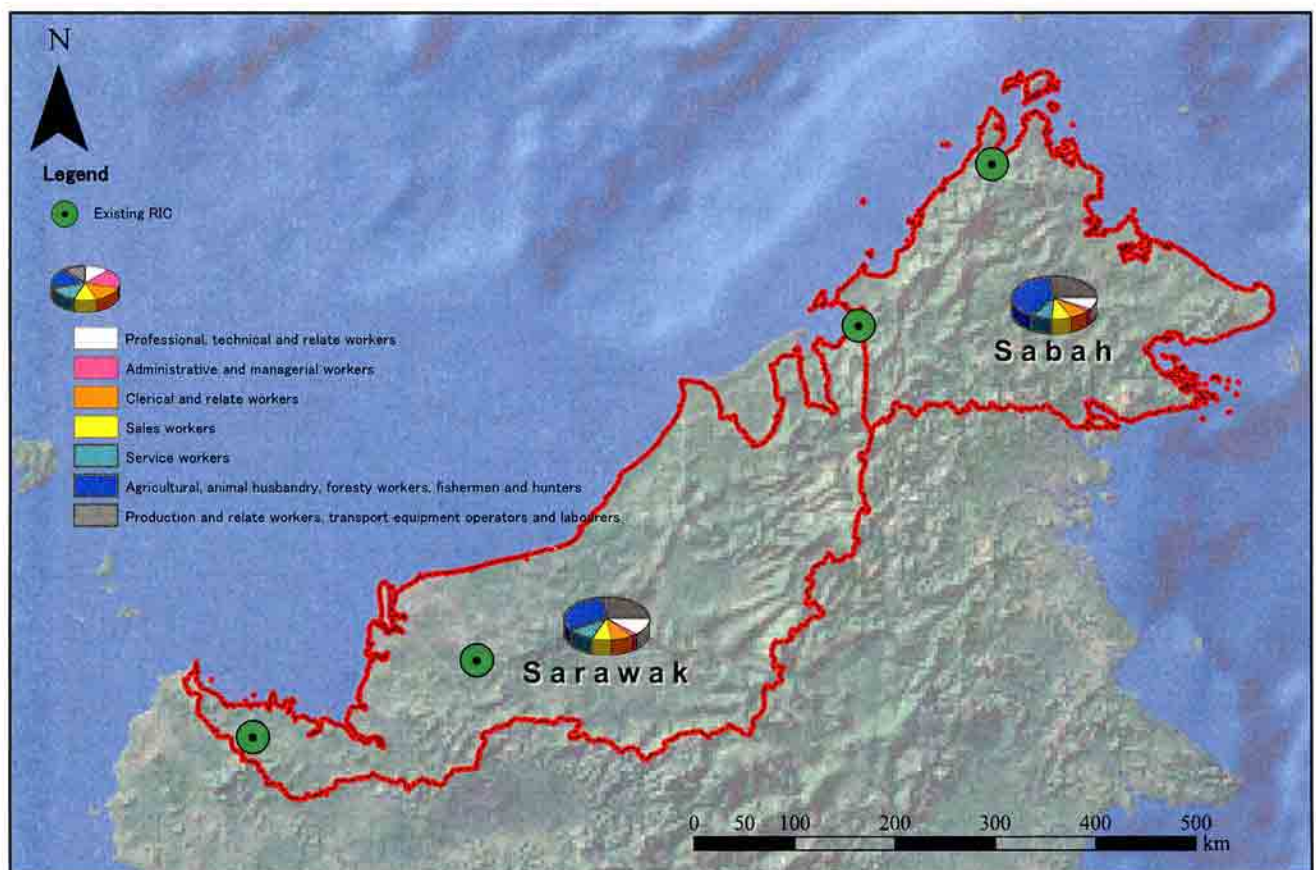 N
Legend
Existing RIC
Professional, technical and relate workers
Administrative and managerial workers
Clerical and relate workers
Sales workers
Service workers
Agricultural, animal husbandry, foresty workers, fishermen and hunters
Production and relate workers, transport equipment operators and labourers
Sabah
Sarawak
0 50 100 200 300 400 500
km